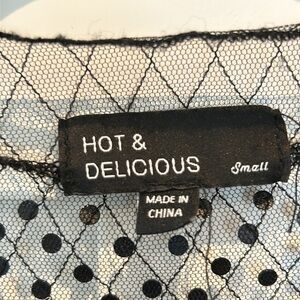 HOT &
DELICIOUS
Small
MADE IN
CHINA